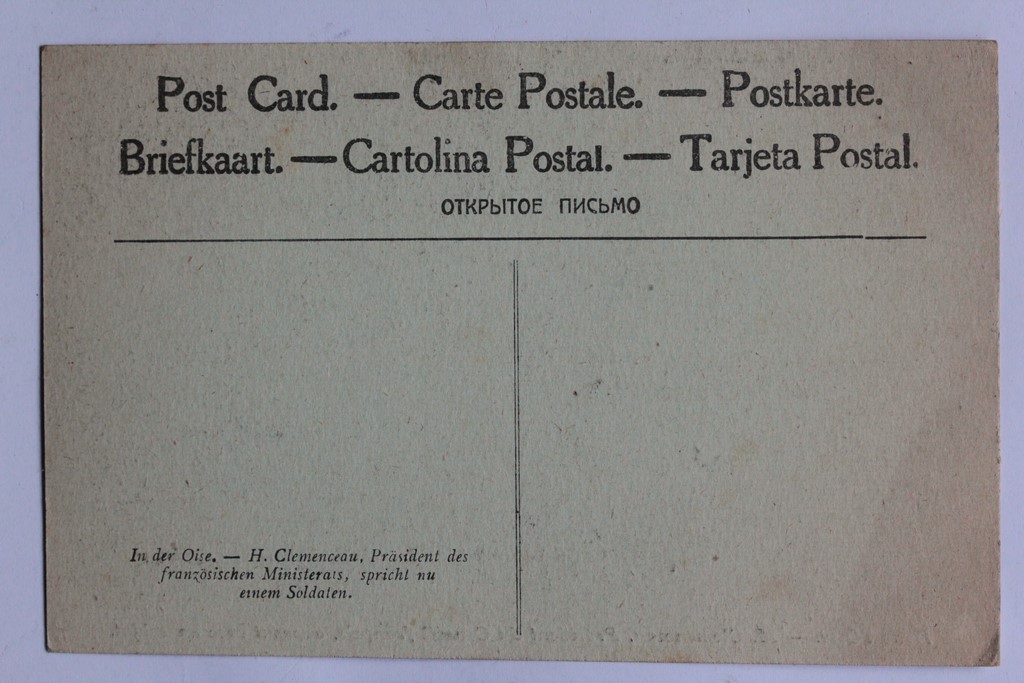 Post Card. — Carte Postale. — Postkarte.
Briefkaart. — Cartolina Postal. — Tarjeta Postal.
ОТКРЫТОЕ ПИСЬМО
In der Oise. — H. Clemenceau, Präsident des
französischen Ministerats, spricht nu
einem Soldaten.